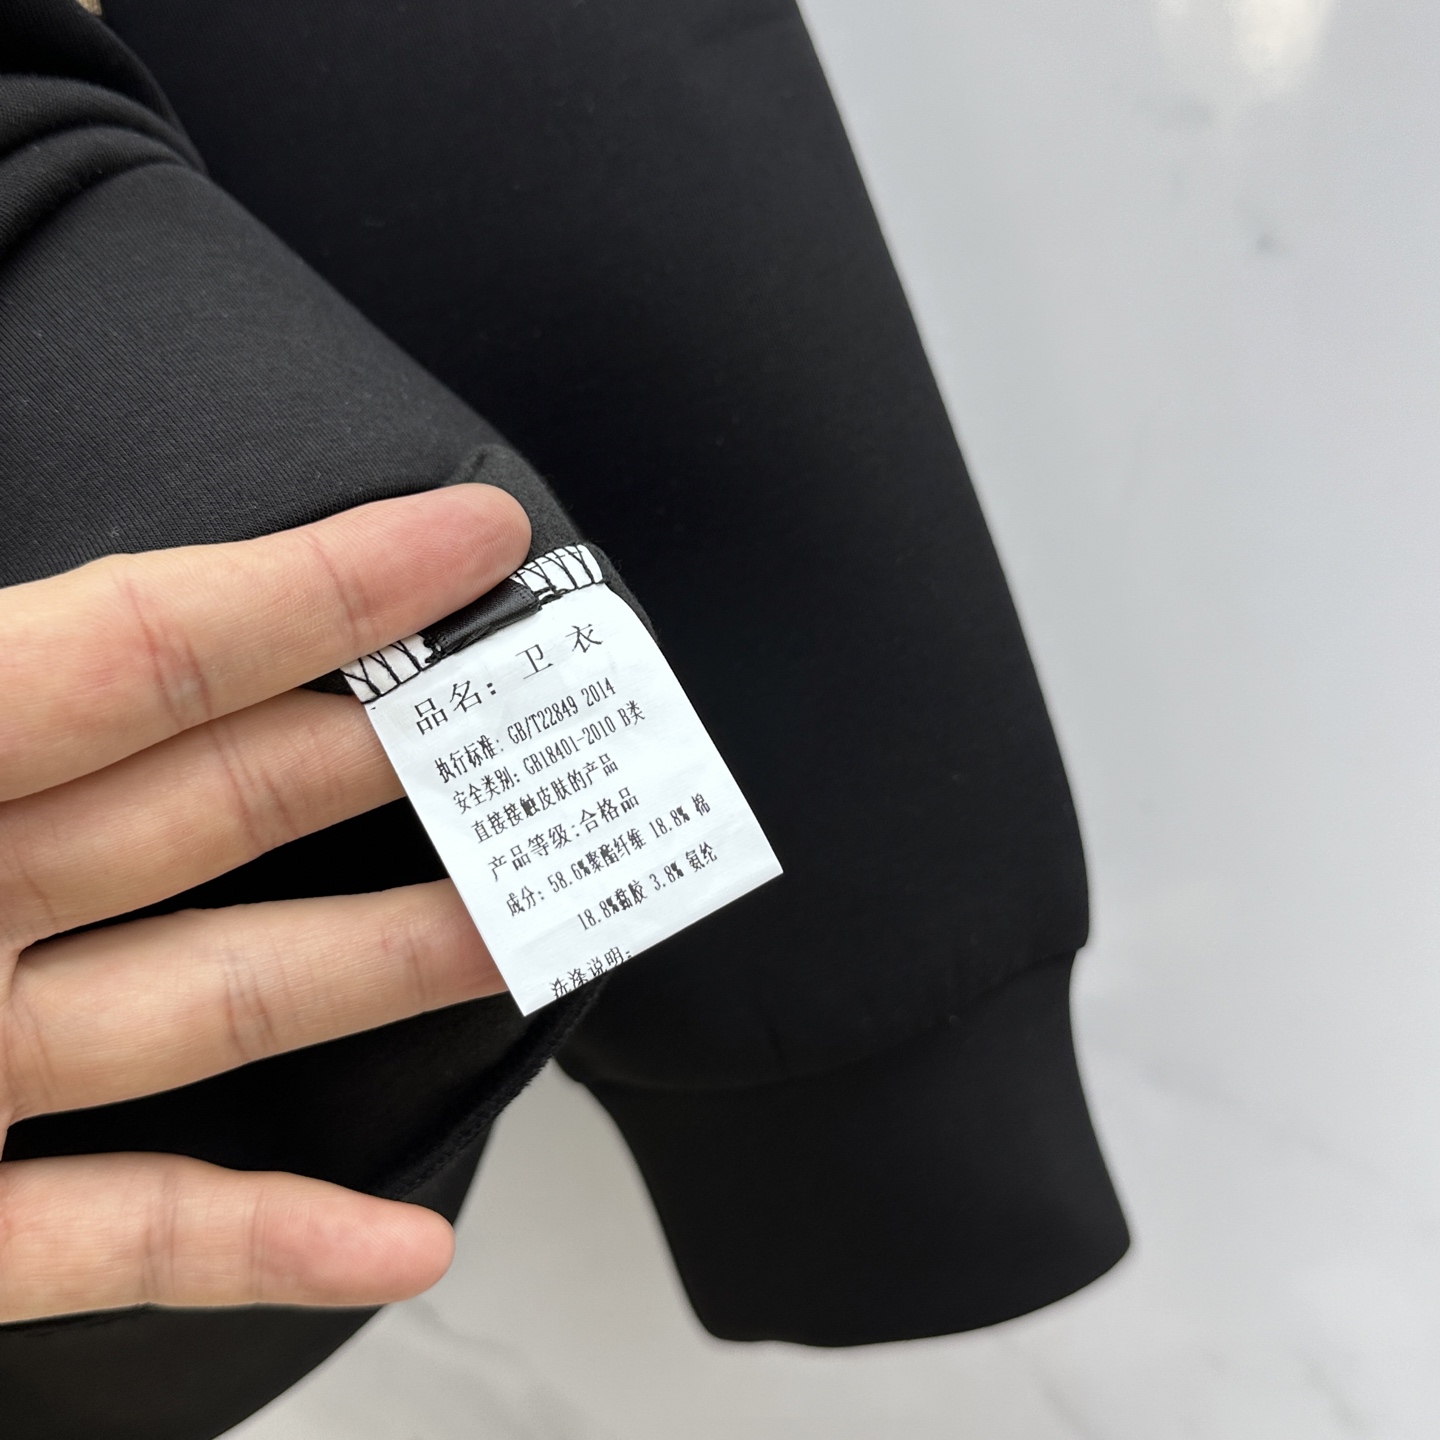 品名：卫 衣
执行标准：GB/T22849 2014
安全类别：GB18401-2010 B类
直接接触皮肤的产品
产品等级：合格品
成分：58.6%聚酯纤维 18.8% 棉
18.8%黏胶 3.8% 氨纶
洗涤说明：